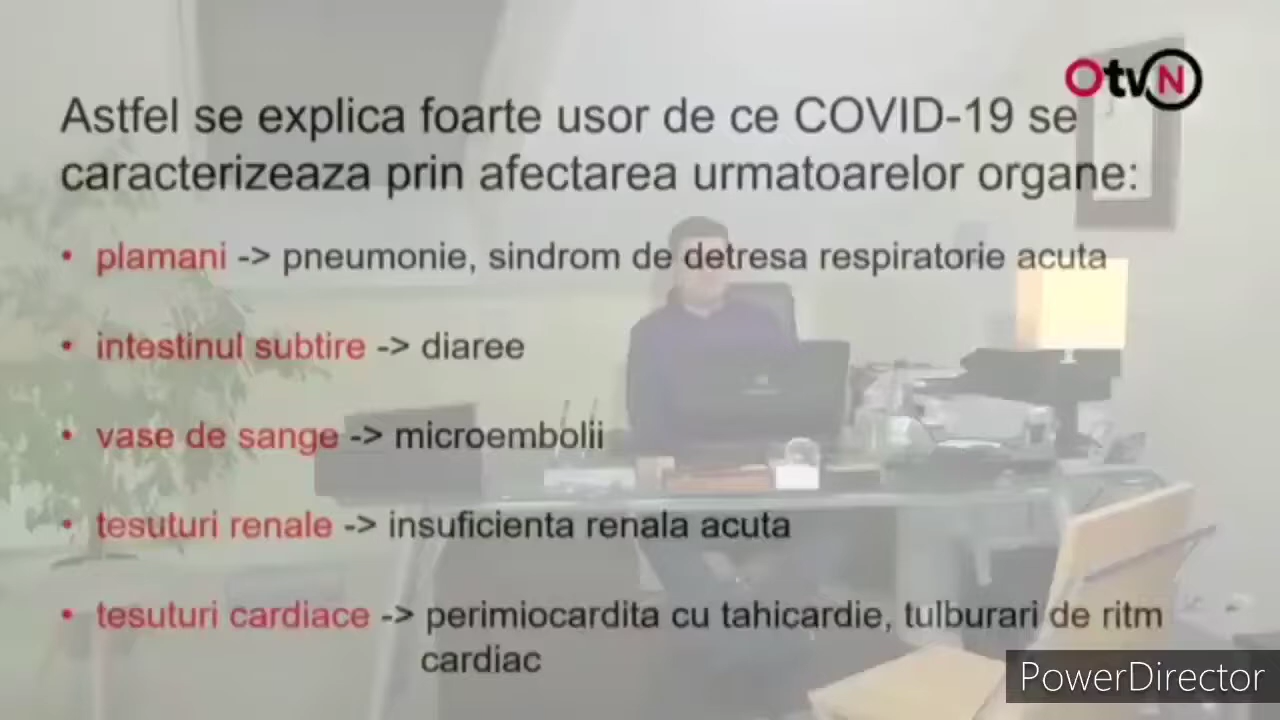 OtvN
Astfel se explica foarte usor de ce COVID-19 se
caracterizeaza prin afectarea urmatoarelor organe:
• plamani -> pneumonie, sindrom de detresa respiratorie acuta
• intestinul subtire -> diaree
• vase de sange -> microembolii
• tesuturi renale -> insuficienta renala acuta
• tesuturi cardiace -> perimiocardita cu tahicardie, tulburari de ritm
cardiac
PowerDirector